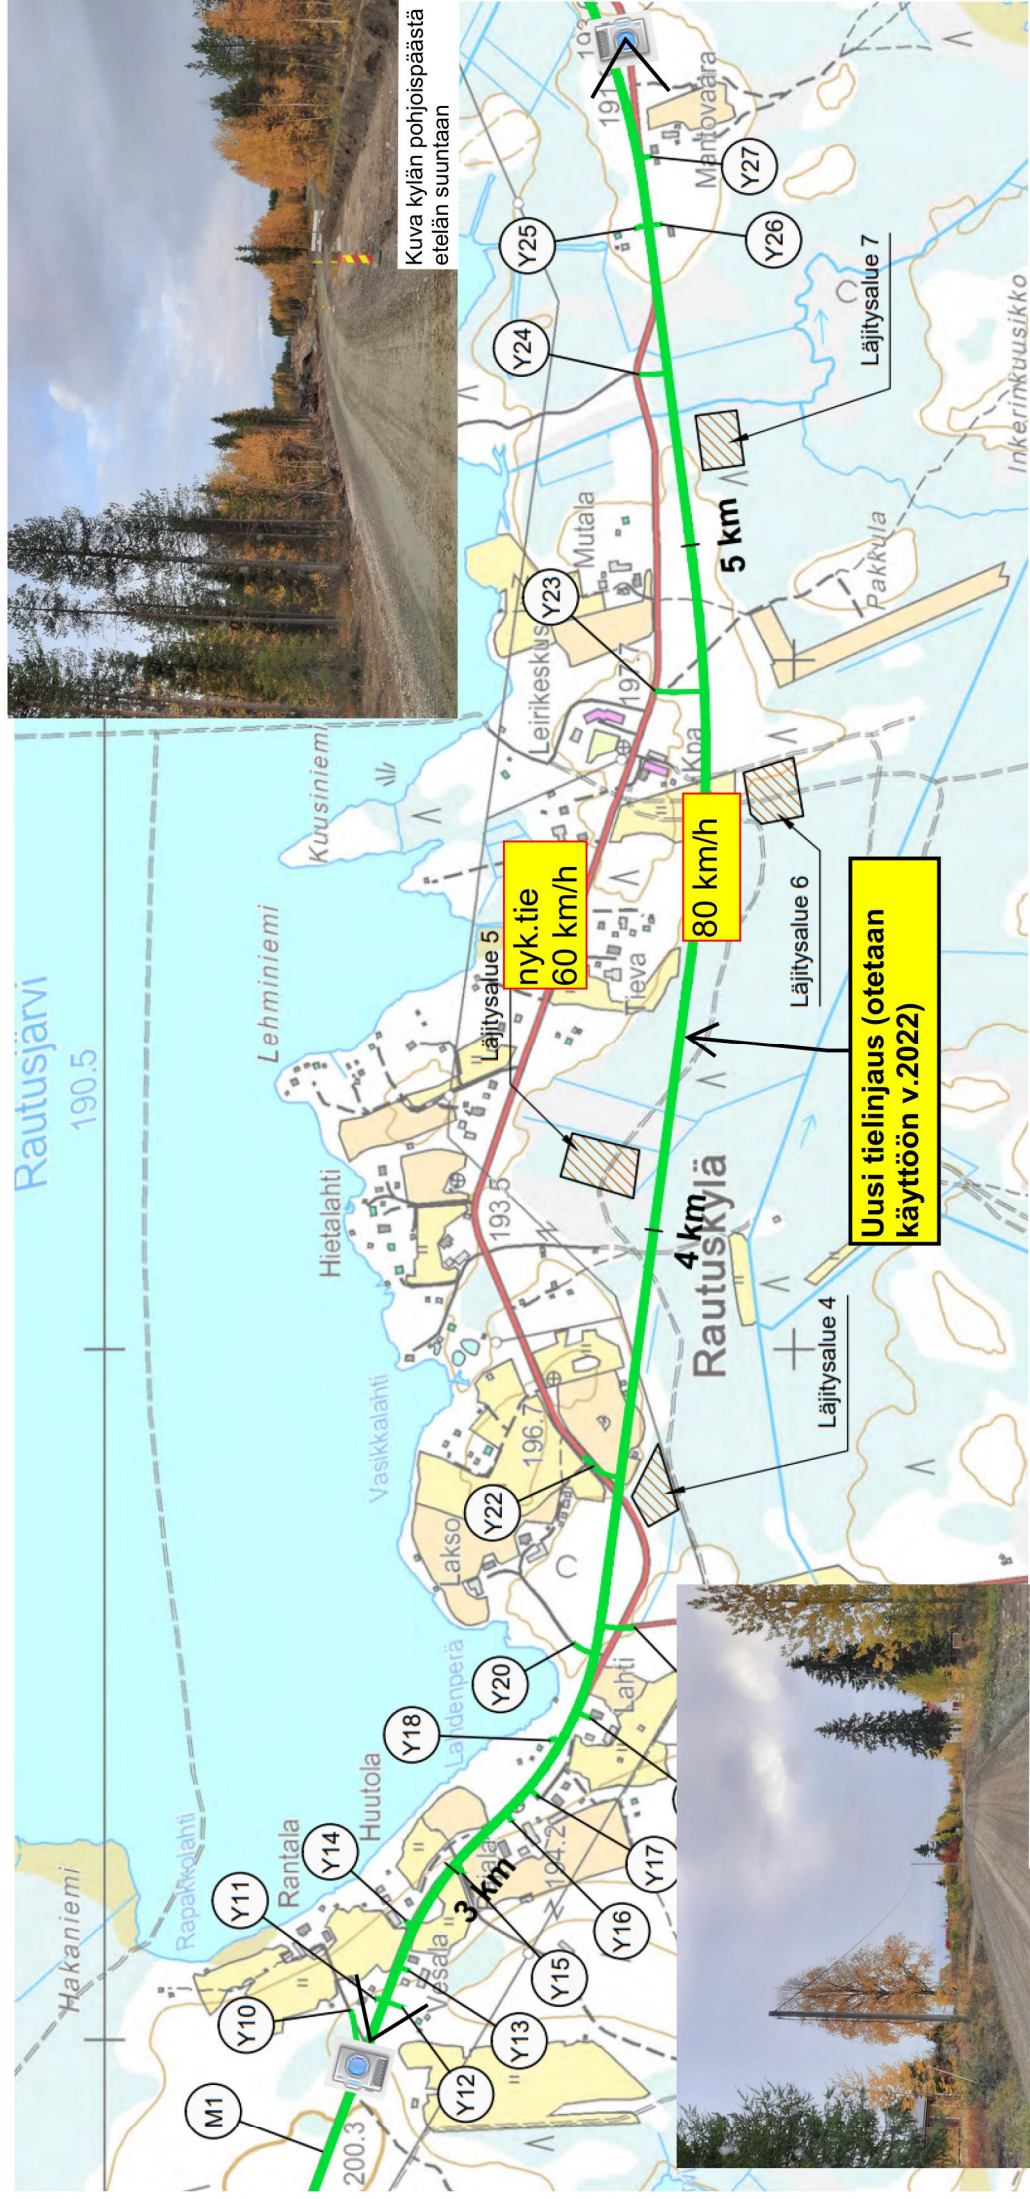 Kuva kylän pohjoispäästä
etelän suuntaan
Rautusjärvi
190.5
Hakaniemi
Rapakkolahti
Rantala
Huutola
Lahdenperä
Vasikkalahti
Hietalahti
Lehminiemi
Kuusiniemi
Leirikeskus
Mutala
Mantovaara
Pakkula
Inkerinkuusikko
Lakso
Lahti
Tieva
Kpa
Rautuskylä
200.3
194.2
196.7
193.5
197.7
191.
193
M1
Y10
Y11
Y12
Y13
Y14
Y15
Y16
Y17
Y18
Y20
Y22
Y23
Y24
Y25
Y26
Y27
3 km
4 km
5 km
Läjitysalue 4
Läjitysalue 5
Läjitysalue 6
Läjitysalue 7
nyk.tie
60 km/h
80 km/h
Uusi tielinjaus (otetaan
käyttöön v.2022)